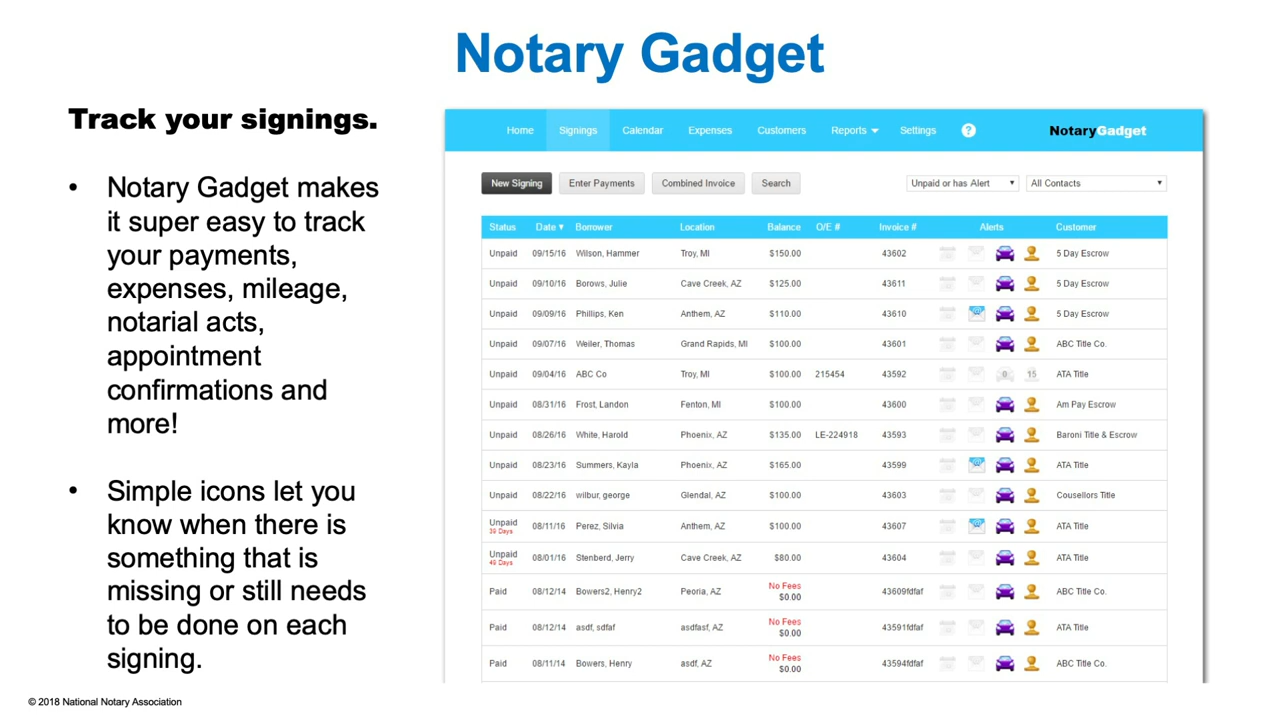 Notary Gadget
Track your signings.
• Notary Gadget makes
it super easy to track
your payments,
expenses, mileage,
notarial acts,
appointment
confirmations and
more!
• Simple icons let you
know when there is
something that is
missing or still needs
to be done on each
signing.
Home Signings Calendar Expenses Customers Reports Settings ? NotaryGadget
New Signing Enter Payments Combined Invoice Search Unpaid or has Alert All Contacts
Status Date Borrower Location Balance O/E # Invoice # Alerts Customer
Unpaid 09/15/16 Wilson, Hammer Troy, MI $150.00 43602 5 Day Escrow
Unpaid 09/10/16 Borows, Julie Cave Creek, AZ $125.00 43611 5 Day Escrow
Unpaid 09/09/16 Phillips, Ken Anthem, AZ $110.00 43610 5 Day Escrow
Unpaid 09/07/16 Weiler, Thomas Grand Rapids, MI $100.00 43601 ABC Title Co.
Unpaid 09/04/16 ABC Co Troy, MI $100.00 215454 43592 0 15 ATA Title
Unpaid 08/31/16 Frost, Landon Fenton, MI $100.00 43600 Am Pay Escrow
Unpaid 08/26/16 White, Harold Phoenix, AZ $135.00 LE-224918 43593 Baroni Title & Escrow
Unpaid 08/23/16 Summers, Kayla Phoenix, AZ $165.00 43599 ATA Title
Unpaid 08/22/16 wilbur, george Glendal, AZ $100.00 43603 Cousellors Title
Unpaid 08/11/16 Perez, Silvia Anthem, AZ $100.00 43607 ATA Title
39 Days
Unpaid 08/01/16 Stenberd, Jerry Cave Creek, AZ $80.00 43604 ATA Title
49 Days
No Fees
Paid 08/12/14 Bowers2, Henry2 Peoria, AZ $0.00 43609fdfaf ABC Title Co.
No Fees
Paid 08/12/14 asdf, sdfaf asdfasf, AZ $0.00 43591fdfaf ATA Title
No Fees
Paid 08/11/14 Bowers, Henry asdf, AZ $0.00 43594fdfaf ABC Title Co.
© 2018 National Notary Association